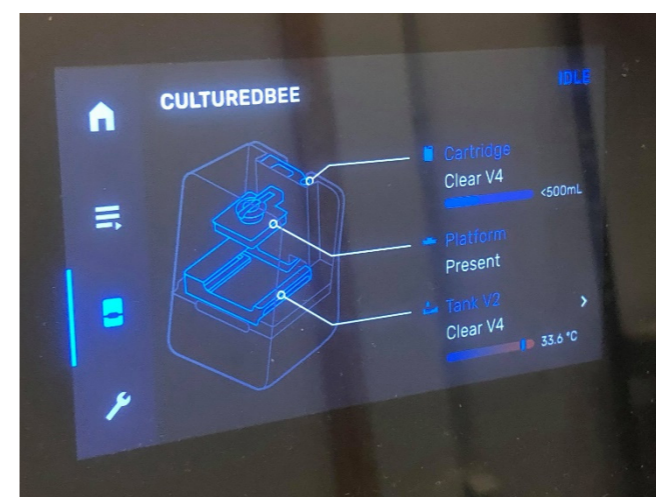 CULTUREDBEE
IDLE
Cartridge
Clear V4
<500mL
Platform
Present
Tank V2
Clear V4
33.6 °C